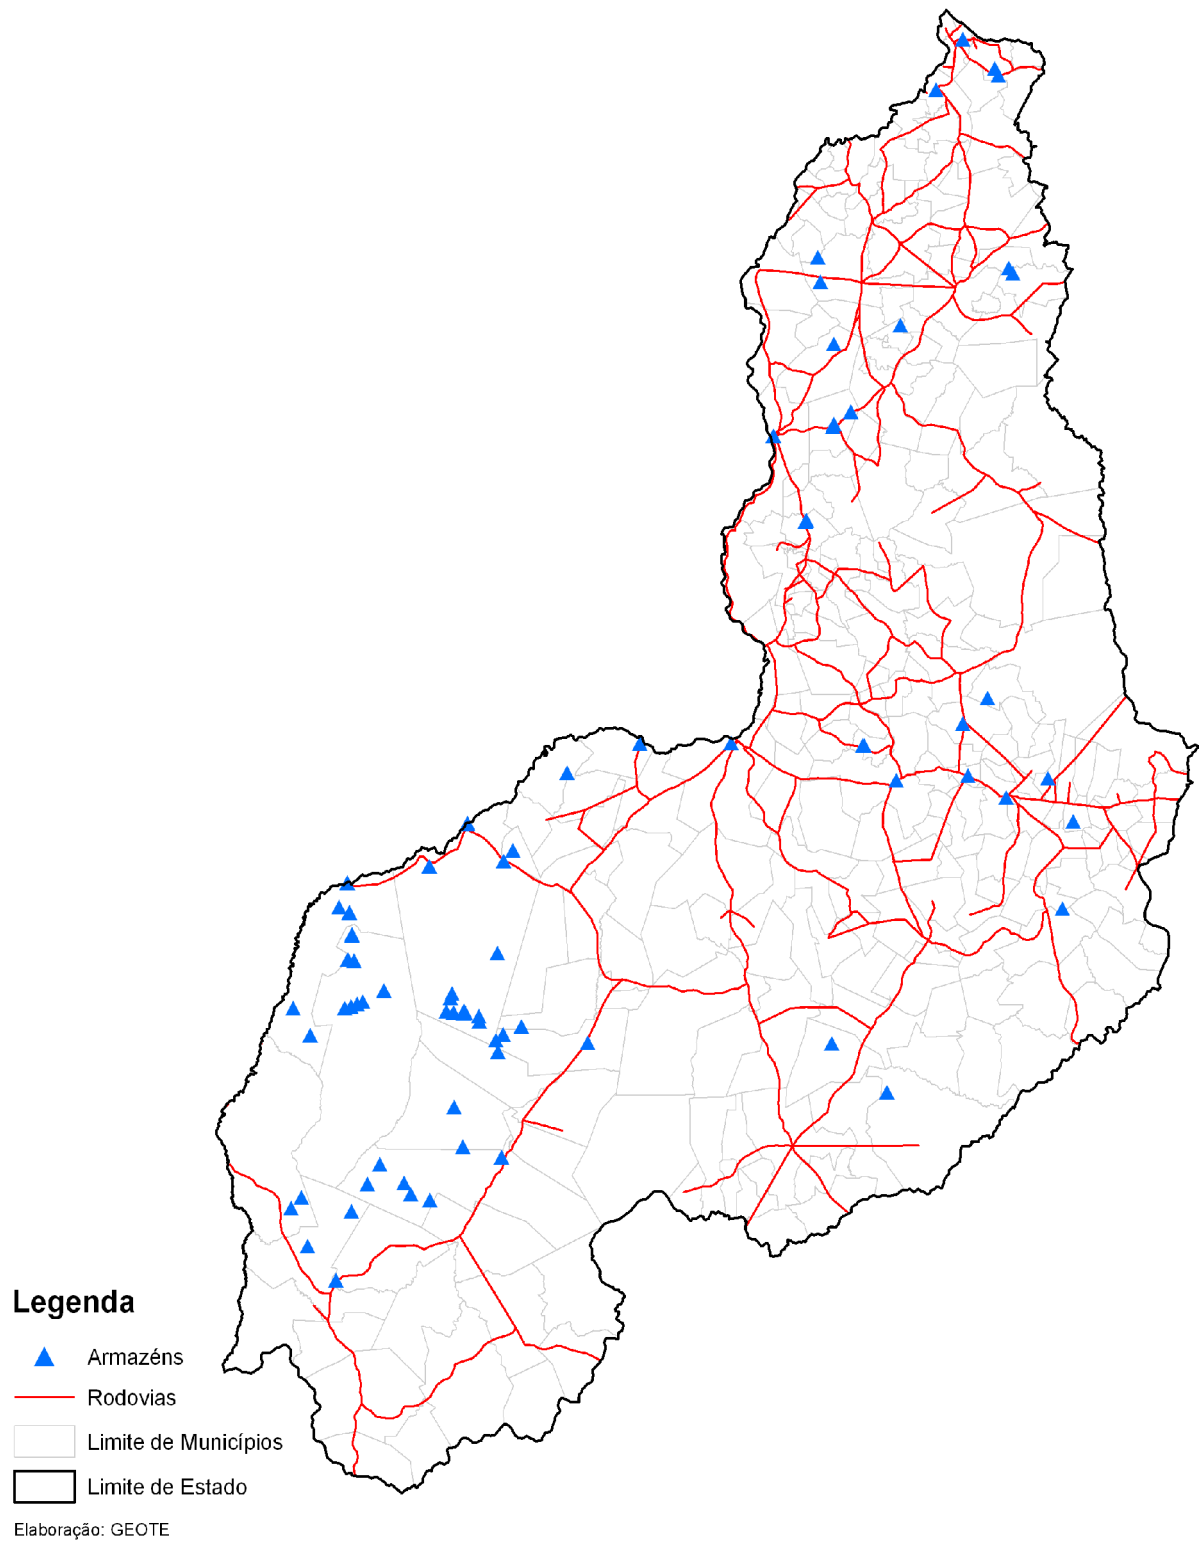 Legenda
Armazéns
Rodovias
Limite de Municípios
Limite de Estado
Elaboração: GEOTE